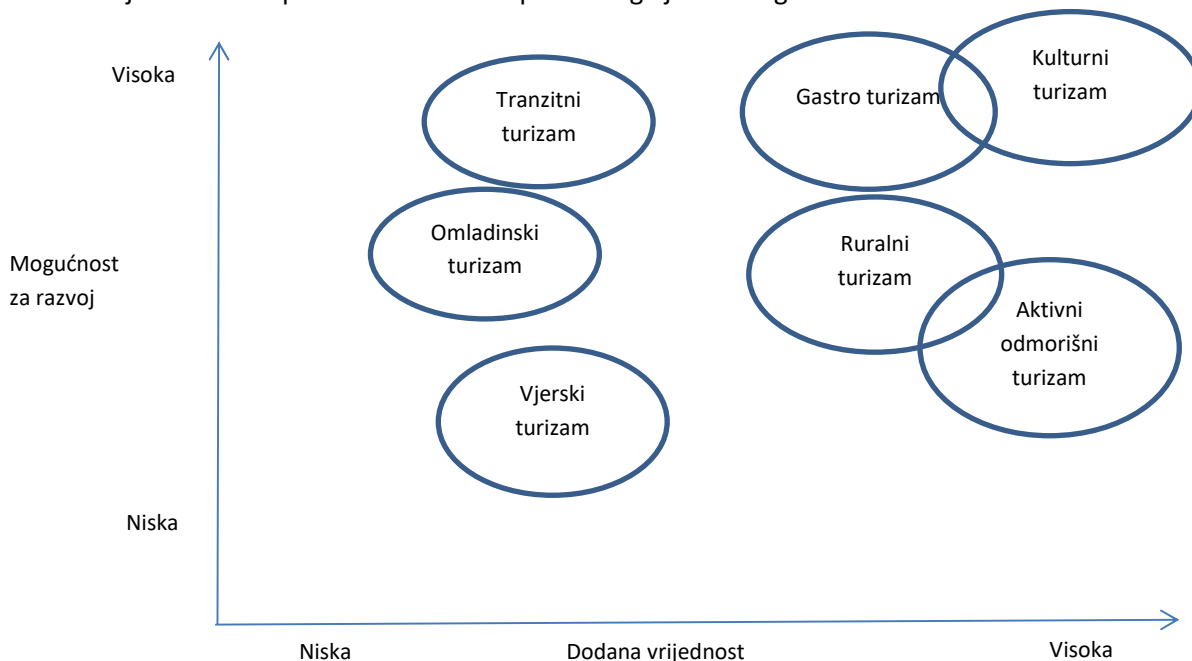 Visoka
Tranzitni
turizam
Gastro turizam
Kulturni
turizam
Omladinski
turizam
Ruralni
turizam
Mogućnost
za razvoj
Aktivni
odmorišni
turizam
Vjerski
turizam
Niska
Niska
Dodana vrijednost
Visoka